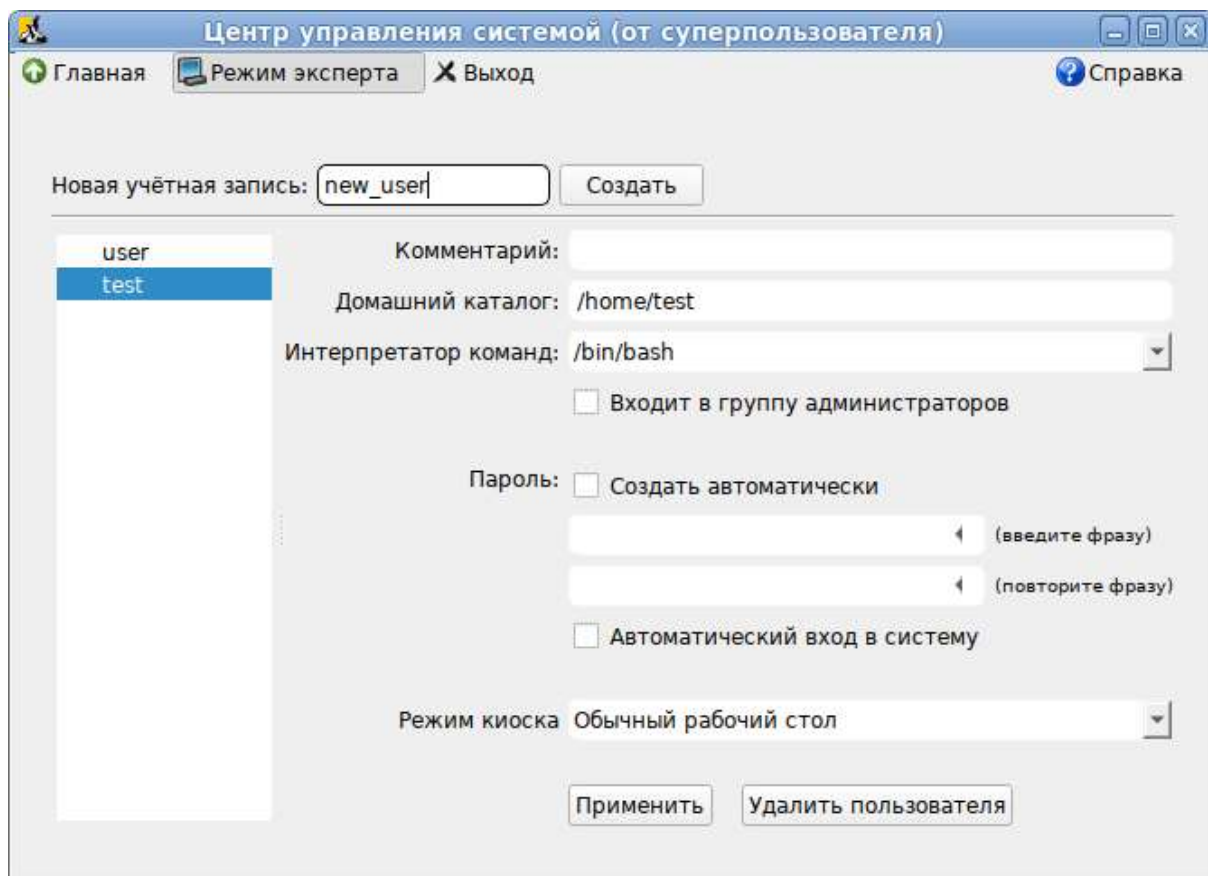 Центр управления системой (от суперпользователя)
Главная Режим эксперта Выход Справка
Новая учётная запись: new_user Создать
user
test
Комментарий:
Домашний каталог: /home/test
Интерпретатор команд: /bin/bash
Входит в группу администраторов
Пароль: Создать автоматически
(введите фразу)
(повторите фразу)
Автоматический вход в систему
Режим киоска Обычный рабочий стол
Применить Удалить пользователя